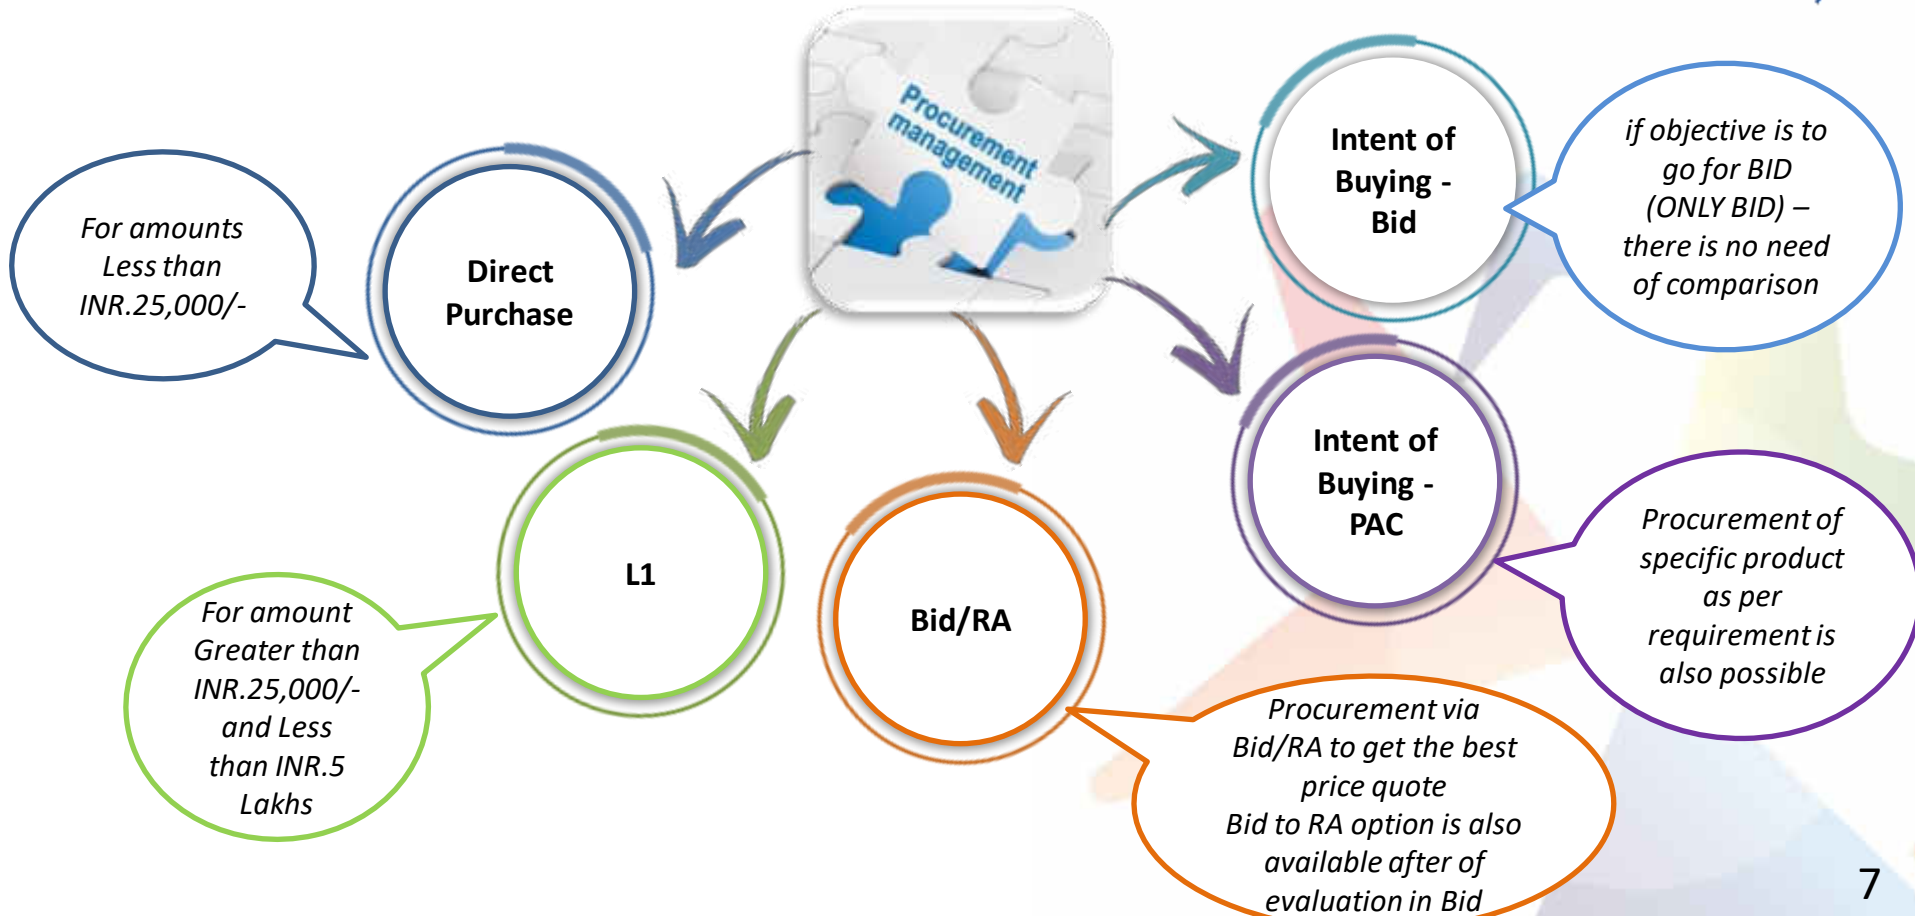 Procurement
management
Direct
Purchase
For amounts
Less than
INR.25,000/-
L1
For amount
Greater than
INR.25,000/-
and Less
than INR.5
Lakhs
Bid/RA
Procurement via
Bid/RA to get the best
price quote
Bid to RA option is also
available after of
evaluation in Bid
Intent of
Buying -
PAC
Procurement of
specific product
as per
requirement is
also possible
Intent of
Buying -
Bid
if objective is to
go for BID
(ONLY BID) –
there is no need
of comparison
7